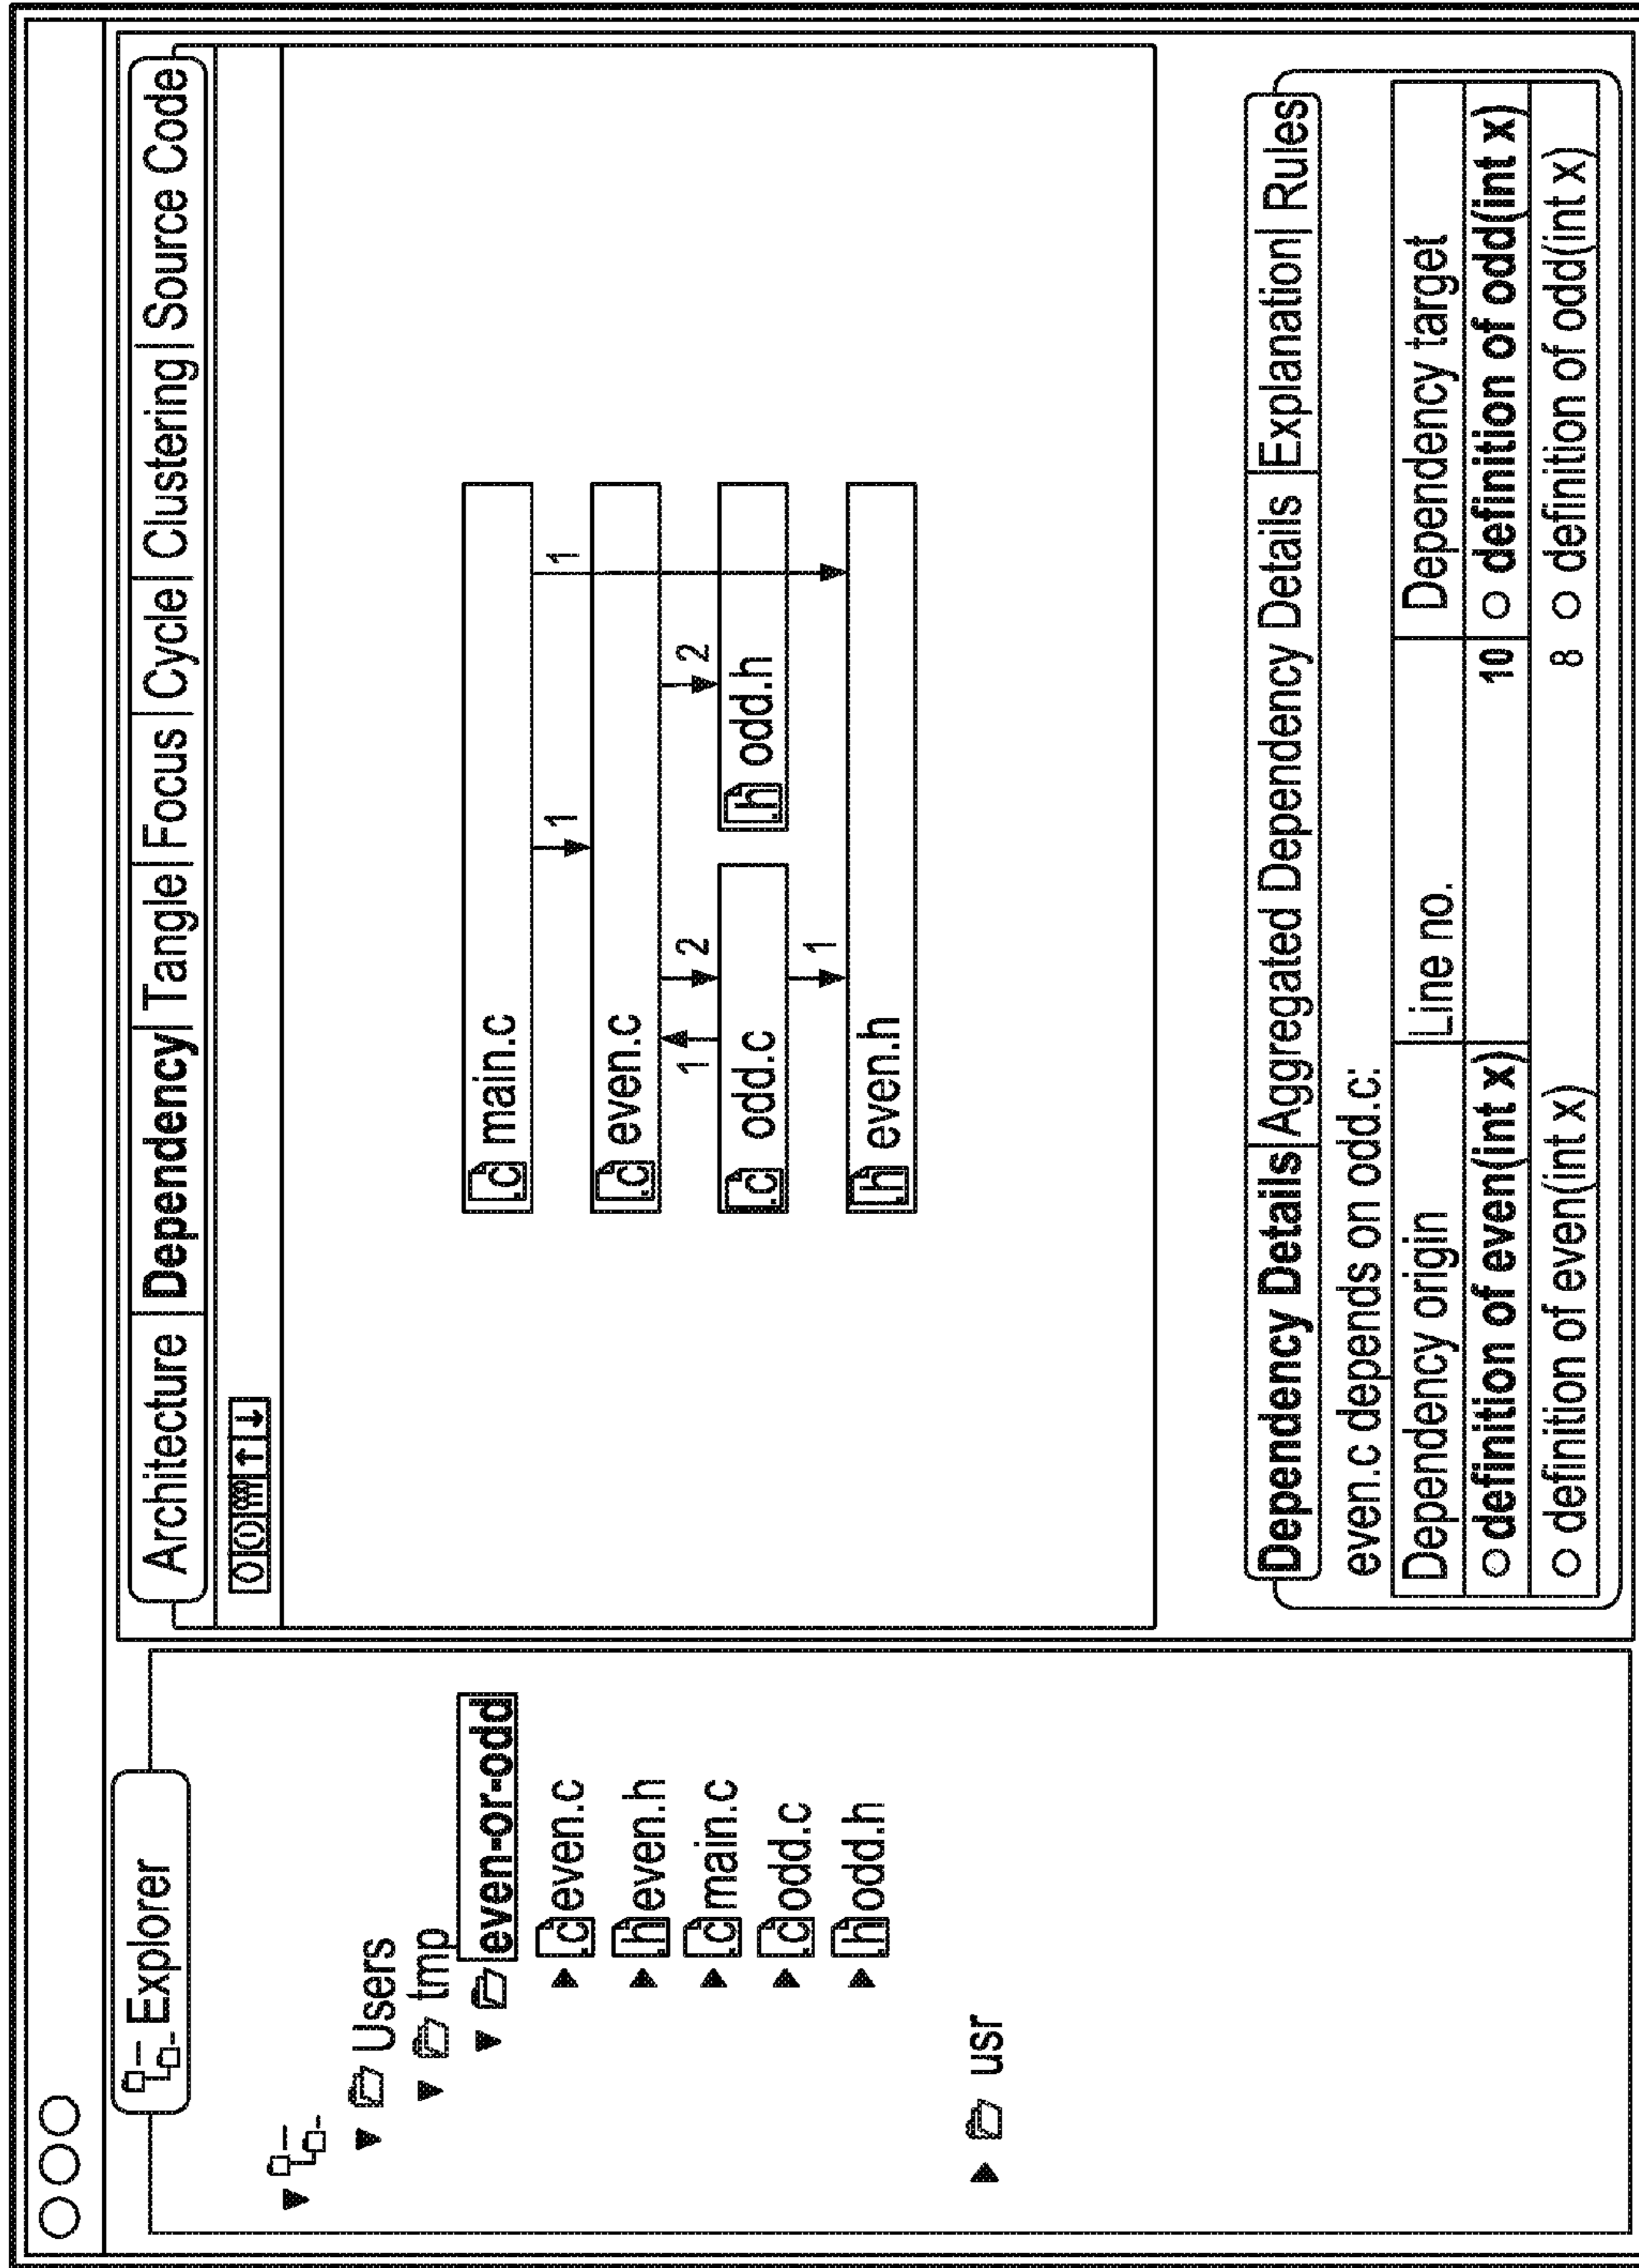 Explorer
Users
tmp
even-or-odd
.c even.c
.h even.h
.c main.c
.c odd.c
.h odd.h
usr
Architecture | Dependency | Tangle | Focus | Cycle | Clustering | Source Code
.c main.c
1
1
.c even.c
1
2
2
.c odd.c
.h odd.h
1
.h even.h
Dependency Details | Aggregated Dependency Details | Explanation | Rules
even.c depends on odd.c:
Dependency origin Line no. Dependency target
definition of even(int x) 10 definition of odd(int x)
definition of even(int x) 8 definition of odd(int x)